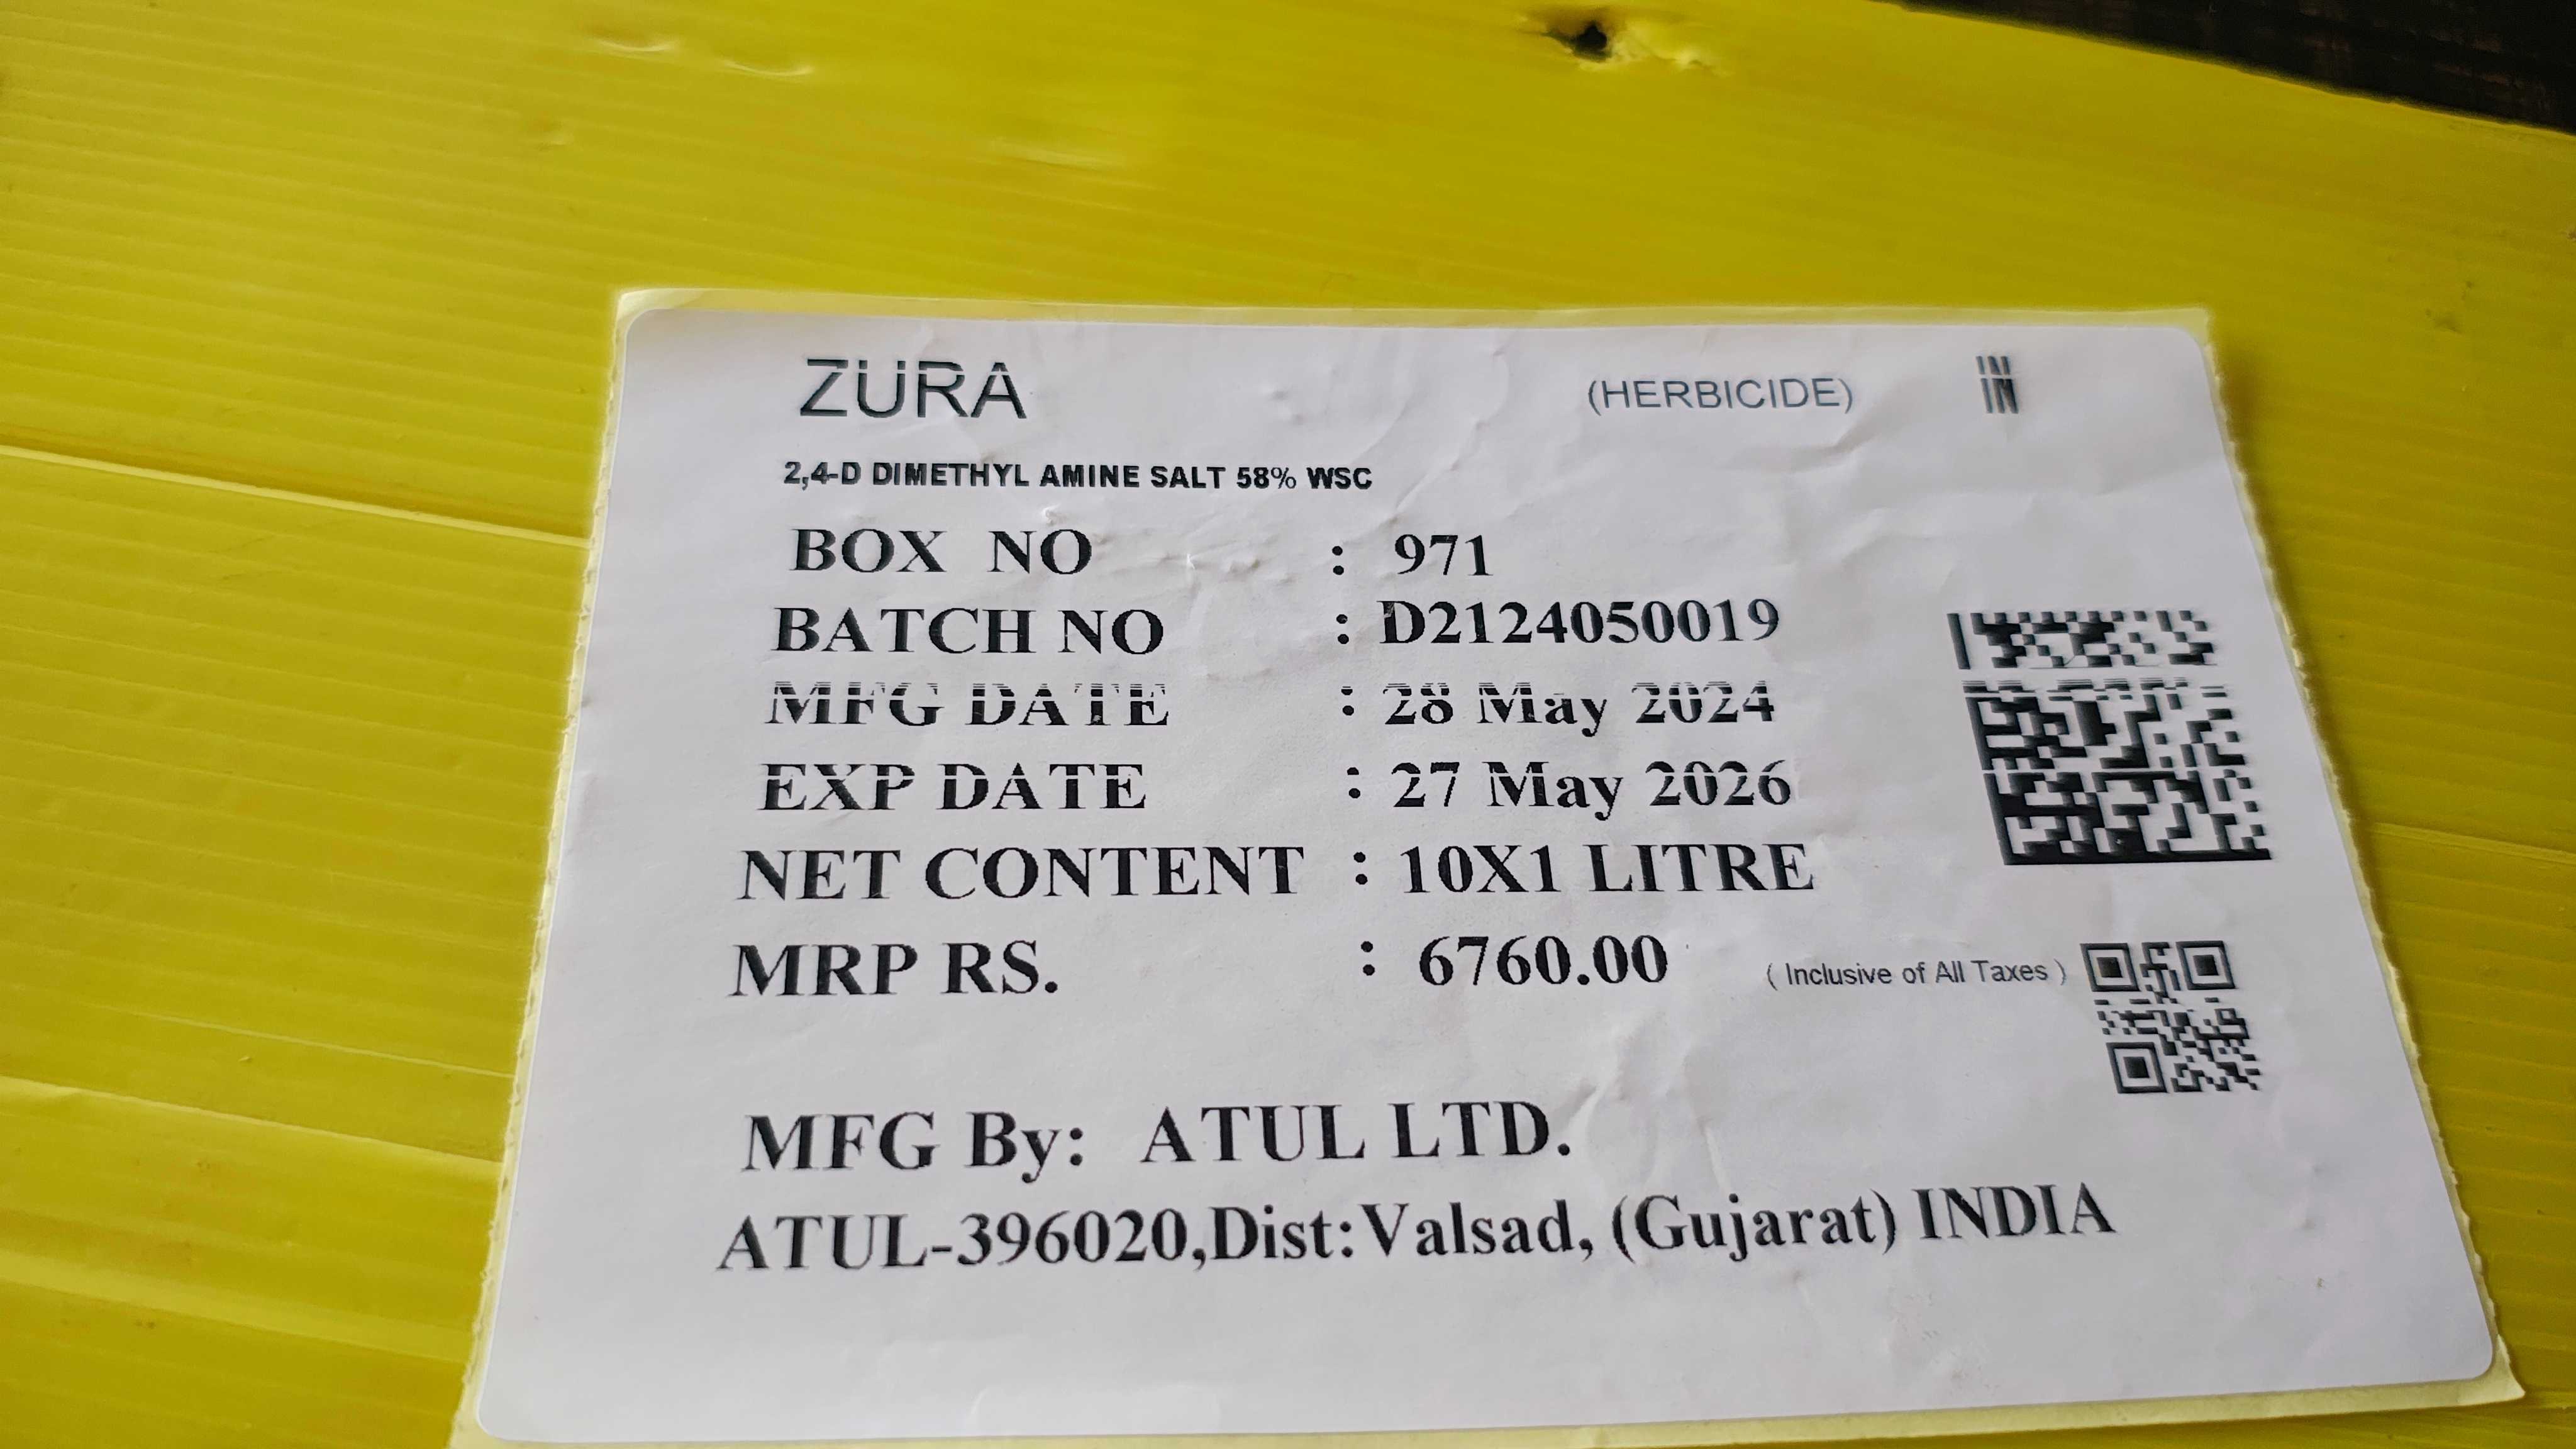 ZURA (HERBICIDE) IN
2,4-D DIMETHYL AMINE SALT 58% WSC
BOX NO : 971
BATCH NO : D2124050019
MFG DATE : 28 May 2024
EXP DATE : 27 May 2026
NET CONTENT : 10X1 LITRE
MRP RS. : 6760.00 ( Inclusive of All Taxes )
MFG By: ATUL LTD.
ATUL-396020,Dist:Valsad, (Gujarat) INDIA